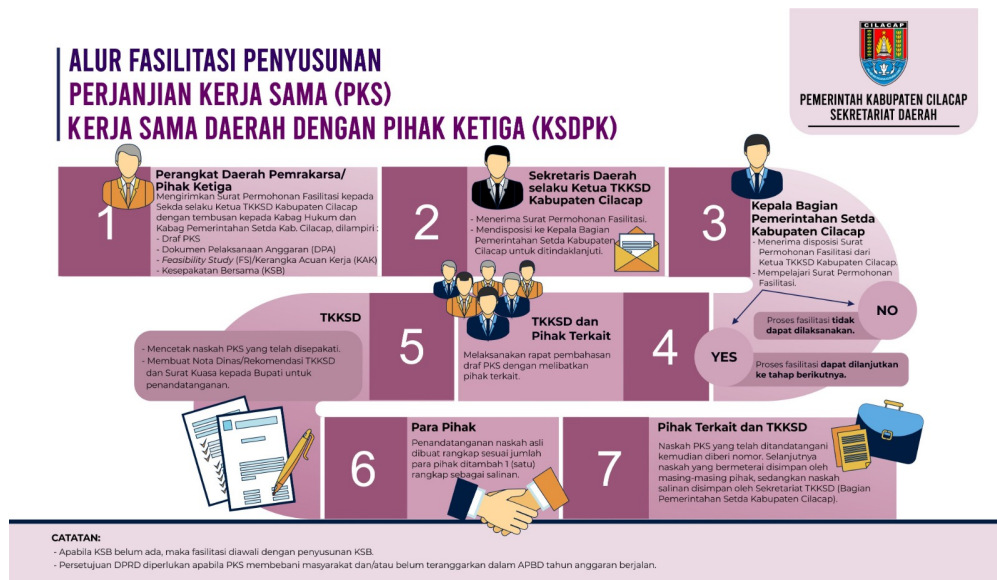 ALUR FASILITASI PENYUSUNAN
PERJANJIAN KERJA SAMA (PKS)
KERJA SAMA DAERAH DENGAN PIHAK KETIGA (KSDPK)
CILACAP
PEMERINTAH KABUPATEN CILACAP
SEKRETARIAT DAERAH
1
Perangkat Daerah Pemrakarsa/
Pihak Ketiga
Mengirimkan Surat Permohonan Fasilitasi kepada
Sekda selaku Ketua TKKSD Kabupaten Cilacap
dengan tembusan kepada Kabag Hukum dan
Kabag Pemerintahan Setda Kab. Cilacap, dilampiri :
- Draf PKS
- Dokumen Pelaksanaan Anggaran (DPA)
- Feasibility Study (FS)/Kerangka Acuan Kerja (KAK)
- Kesepakatan Bersama (KSB)
2
Sekretaris Daerah
selaku Ketua TKKSD
Kabupaten Cilacap
- Menerima Surat Permohonan Fasilitasi.
- Mendisposisi ke Kepala Bagian
Pemerintahan Setda Kabupaten
Cilacap untuk ditindaklanjuti.
3
Kepala Bagian
Pemerintahan Setda
Kabupaten Cilacap
- Menerima disposisi Surat
Permohonan Fasilitasi dari
Ketua TKKSD Kabupaten Cilacap.
- Mempelajari Surat Permohonan
Fasilitasi.
NO
Proses fasilitasi tidak
dapat dilaksanakan.
YES
Proses fasilitasi dapat dilanjutkan
ke tahap berikutnya.
4
TKKSD dan
Pihak Terkait
Melaksanakan rapat pembahasan
draf PKS dengan melibatkan
pihak terkait.
5
TKKSD
- Mencetak naskah PKS yang telah disepakati.
- Membuat Nota Dinas/Rekomendasi TKKSD
dan Surat Kuasa kepada Bupati untuk
penandatanganan.
6
Para Pihak
Penandatanganan naskah asli
dibuat rangkap sesuai jumlah
para pihak ditambah 1 (satu)
rangkap sebagai salinan.
7
Pihak Terkait dan TKKSD
Naskah PKS yang telah ditandatangani
kemudian diberi nomor. Selanjutnya
naskah yang bermeterai disimpan oleh
masing-masing pihak, sedangkan naskah
salinan disimpan oleh Sekretariat TKKSD (Bagian
Pemerintahan Setda Kabupaten Cilacap).
CATATAN:
- Apabila KSB belum ada, maka fasilitasi diawali dengan penyusunan KSB.
- Persetujuan DPRD diperlukan apabila PKS membebani masyarakat dan/atau belum teranggarkan dalam APBD tahun anggaran berjalan.